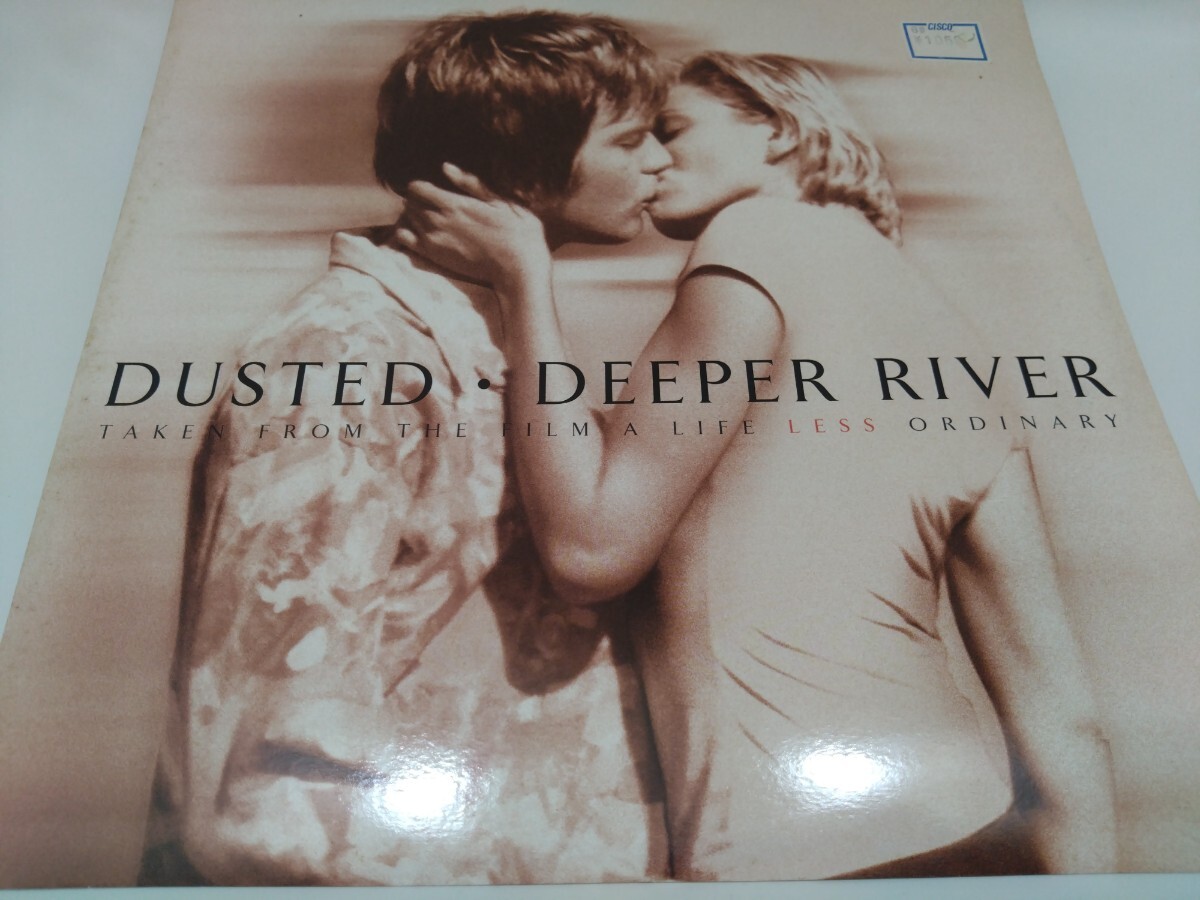 CISCO
DUSTED • DEEPER RIVER
TAKEN FROM THE FILM A LIFE LESS ORDINARY